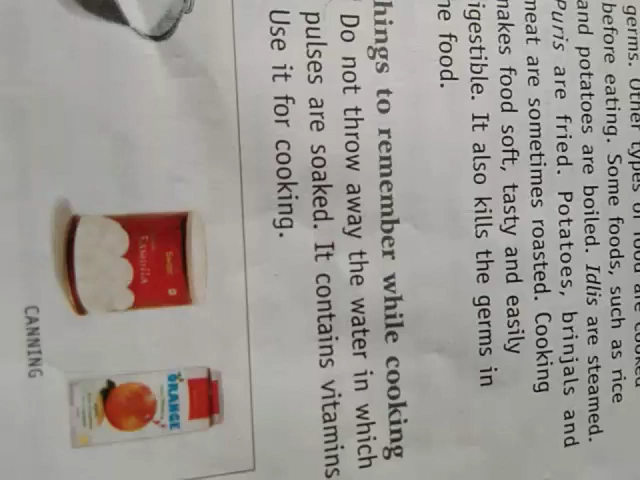 germs. Other types of food are cooked
before eating. Some foods, such as rice
and potatoes are boiled. Idlis are steamed.
Puris are fried. Potatoes, brinjals and
meat are sometimes roasted. Cooking
makes food soft, tasty and easily
igestible. It also kills the germs in
he food.
hings to remember while cooking
Do not throw away the water in which
pulses are soaked. It contains vitamins
Use it for cooking.
ORANGE
CANNING